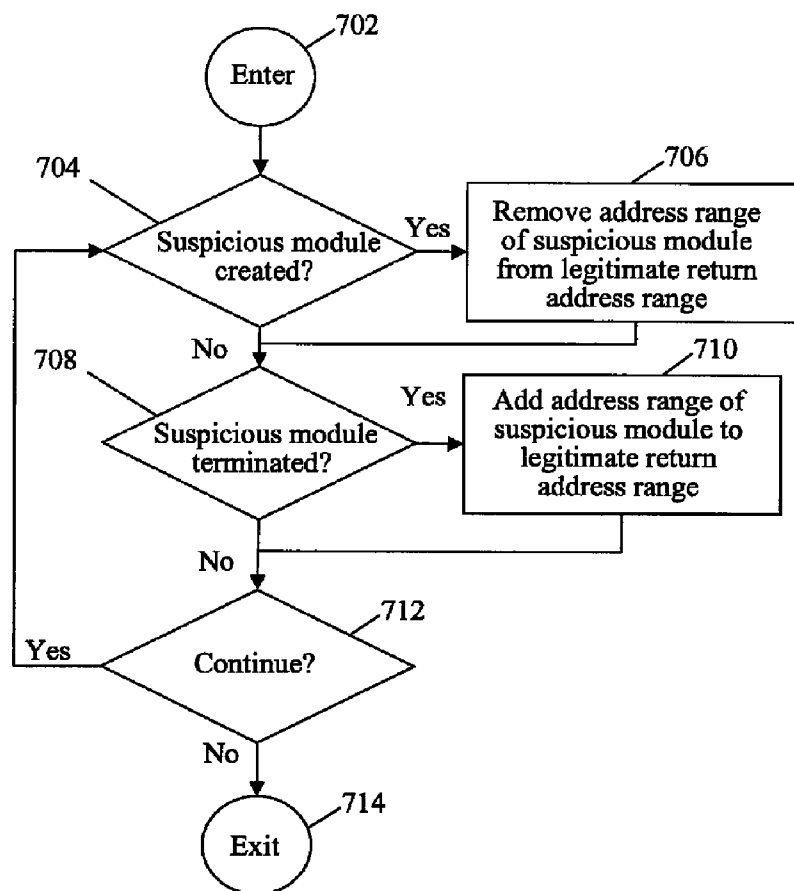 702
Enter
704
Suspicious module
created?
Yes
706
Remove address range
of suspicious module
from legitimate return
address range
No
708
Suspicious module
terminated?
Yes
710
Add address range of
suspicious module to
legitimate return
address range
No
712
Continue?
Yes
No
714
Exit